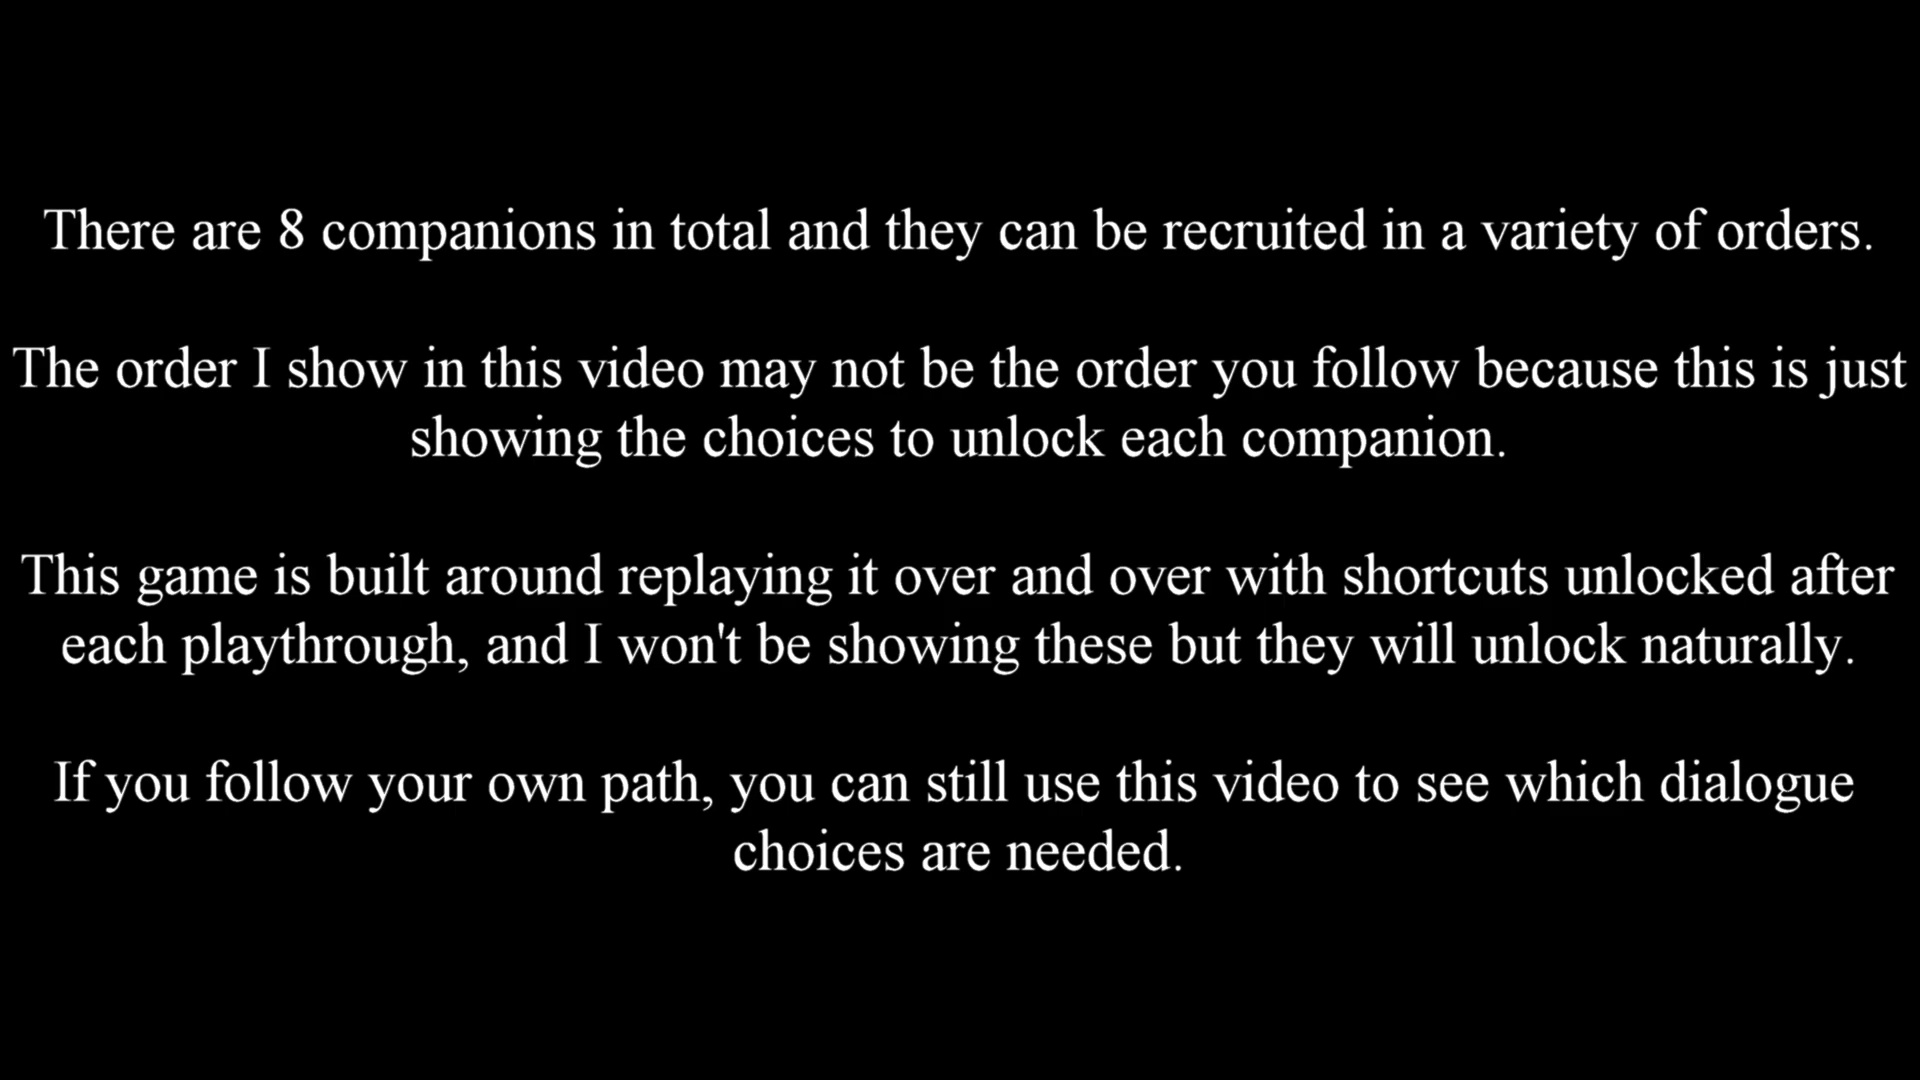 There are 8 companions in total and they can be recruited in a variety of orders.
The order I show in this video may not be the order you follow because this is just
showing the choices to unlock each companion.
This game is built around replaying it over and over with shortcuts unlocked after
each playthrough, and I won't be showing these but they will unlock naturally.
If you follow your own path, you can still use this video to see which dialogue
choices are needed.